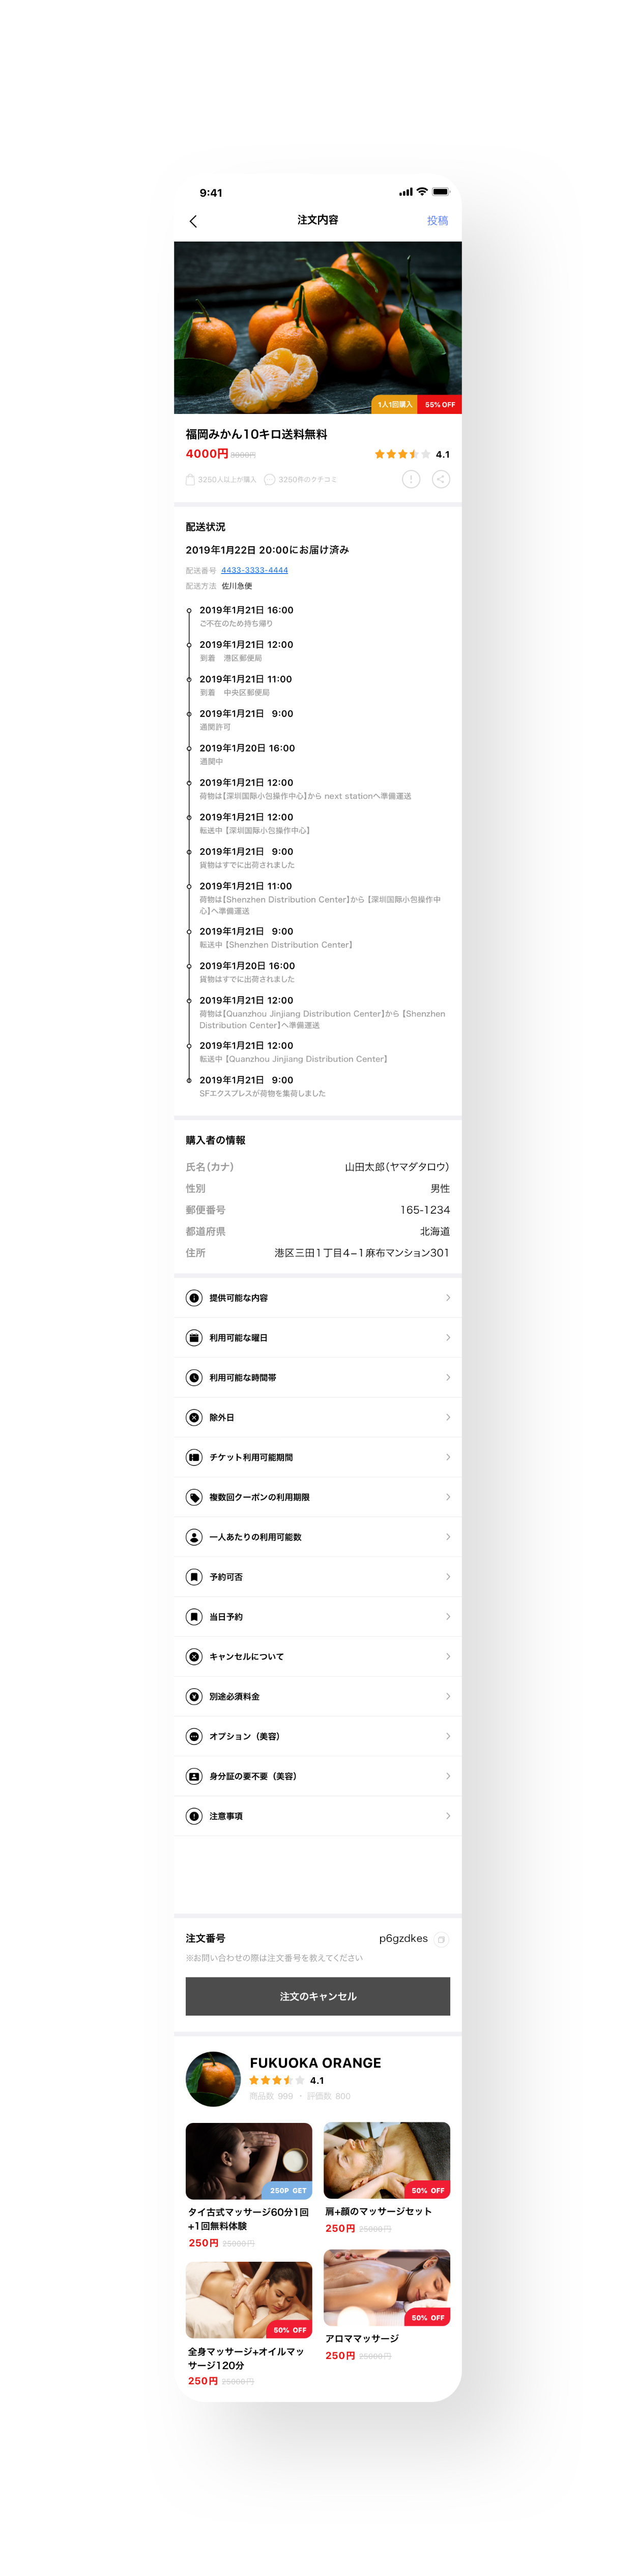 9:41
注文内容
投稿
1人1回購入
55% OFF
福岡みかん10キロ送料無料
4000円
4.1
3250人以上が購入
3250件のクチコミ
配送状況
2019年1月22日 20:00にお届け済み
配送番号 4433-3333-4444
配送方法 佐川急便
2019年1月21日 16:00
ご不在のため持ち帰り
2019年1月21日 12:00
到着 港区郵便局
2019年1月21日 11:00
到着 中央区郵便局
2019年1月21日 9:00
通関許可
2019年1月20日 16:00
通関中
2019年1月21日 12:00
荷物は【深圳国際小包操作中心】から next stationへ準備運送
2019年1月21日 12:00
転送中【深圳国际小包操作中心】
2019年1月21日 9:00
貨物はすでに出荷されました
2019年1月21日 11:00
荷物は【Shenzhen Distribution Center】から【深圳国际小包操作中
心】へ準備運送
2019年1月21日 9:00
転送中【Shenzhen Distribution Center】
2019年1月20日 16:00
貨物はすでに出荷されました
2019年1月21日 12:00
荷物は【Quanzhou Jinjiang Distribution Center】から【Shenzhen
Distribution Center】へ準備運送
2019年1月21日 12:00
転送中【Quanzhou Jinjiang Distribution Center】
2019年1月21日 9:00
SFエクスプレスが荷物を集荷しました
購入者の情報
氏名(カナ) 山田太郎(ヤマダタロウ)
性別 男性
郵便番号 165-1234
都道府県 北海道
住所 港区三田1丁目4−1麻布マンション301
提供可能な内容
利用可能な曜日
利用可能な時間帯
除外日
チケット利用可能期間
複数回クーポンの利用期限
一人あたりの利用可能数
予約可否
当日予約
キャンセルについて
別途必須料金
オプション（美容）
身分証の要不要（美容）
注意事項
注文番号 p6gzdkes
※お問い合わせの際は注文番号を教えてください
注文のキャンセル
FUKUOKA ORANGE
4.1
商品数 999 ・ 評価数 800
250P GET
タイ古式マッサージ60分1回
+1回無料体験
250円 25000円
50% OFF
肩+顔のマッサージセット
250円 25000円
50% OFF
全身マッサージ+オイルマッ
サージ120分
250円 25000円
50% OFF
アロママッサージ
250円 25000円